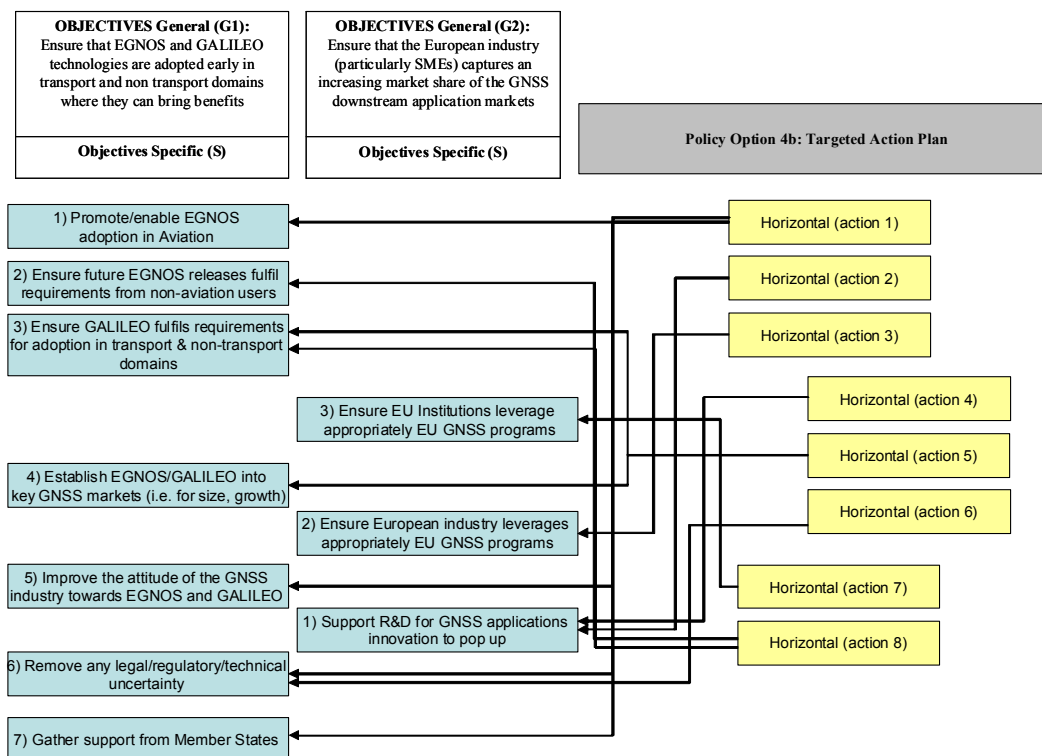 OBJECTIVES General (G1):
Ensure that EGNOS and GALILEO
technologies are adopted early in
transport and non transport domains
where they can bring benefits
Objectives Specific (S)
OBJECTIVES General (G2):
Ensure that the European industry
(particularly SMEs) captures an
increasing market share of the GNSS
downstream application markets
Objectives Specific (S)
Policy Option 4b: Targeted Action Plan
1) Promote/enable EGNOS
adoption in Aviation
2) Ensure future EGNOS releases fulfil
requirements from non-aviation users
3) Ensure GALILEO fulfils requirements
for adoption in transport & non-transport
domains
4) Establish EGNOS/GALILEO into
key GNSS markets (i.e. for size, growth)
5) Improve the attitude of the GNSS
industry towards EGNOS and GALILEO
6) Remove any legal/regulatory/technical
uncertainty
7) Gather support from Member States
3) Ensure EU Institutions leverage
appropriately EU GNSS programs
2) Ensure European industry leverages
appropriately EU GNSS programs
1) Support R&D for GNSS applications
innovation to pop up
Horizontal (action 1)
Horizontal (action 2)
Horizontal (action 3)
Horizontal (action 4)
Horizontal (action 5)
Horizontal (action 6)
Horizontal (action 7)
Horizontal (action 8)